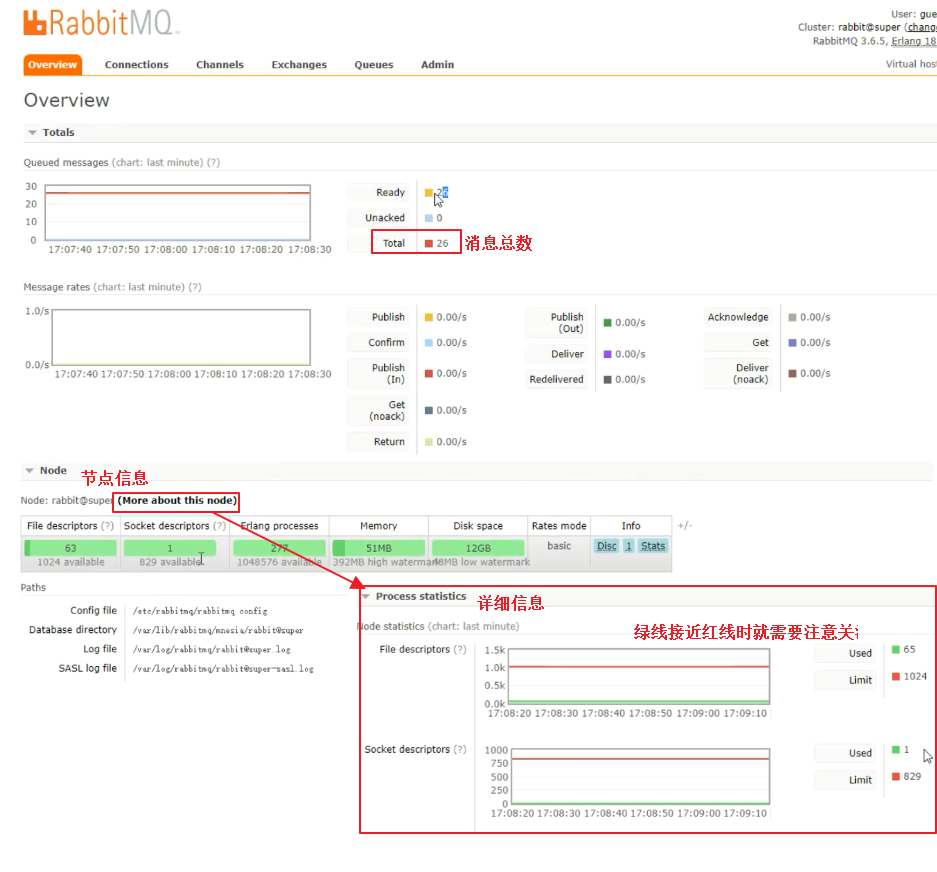 RabbitMQ
User: gue
Cluster: rabbit@super (chang
RabbitMQ 3.6.5, Erlang 18
Overview Connections Channels Exchanges Queues Admin Virtual host
Overview
Totals
Queued messages (chart: last minute) (?)
30
20
10
0
17:07:40 17:07:50 17:08:00 17:08:10 17:08:20 17:08:30
Ready 26
Unacked 0
Total 26 消息总数
Message rates (chart: last minute) (?)
1.0/s
0.0/s
17:07:40 17:07:50 17:08:00 17:08:10 17:08:20 17:08:30
Publish 0.00/s
Confirm 0.00/s
Publish (In) 0.00/s
Get (noack) 0.00/s
Return 0.00/s
Publish (Out) 0.00/s
Deliver 0.00/s
Redelivered 0.00/s
Acknowledge 0.00/s
Get 0.00/s
Deliver (noack) 0.00/s
Node
节点信息
Node: rabbit@super (More about this node)
File descriptors (?) Socket descriptors (?) Erlang processes Memory Disk space Rates mode Info +/-
63 1 277 51MB 12GB basic Disc 1 Stats
1024 available 829 available 1048576 available 392MB high watermark 48MB low watermark
Paths
Config file /etc/rabbitmq/rabbitmq.config
Database directory /var/lib/rabbitmq/mnesia/rabbit@super
Log file /var/log/rabbitmq/rabbit@super.log
SASL log file /var/log/rabbitmq/rabbit@super-sasl.log
Process statistics 详细信息
Node statistics (chart: last minute)
绿线接近红线时就需要注意关
File descriptors (?)
1.5k
1.0k
0.5k
0.0k
17:08:20 17:08:30 17:08:40 17:08:50 17:09:00 17:09:10
Used 65
Limit 1024
Socket descriptors (?)
1000
750
500
250
0
17:08:20 17:08:30 17:08:40 17:08:50 17:09:00 17:09:10
Used 1
Limit 829